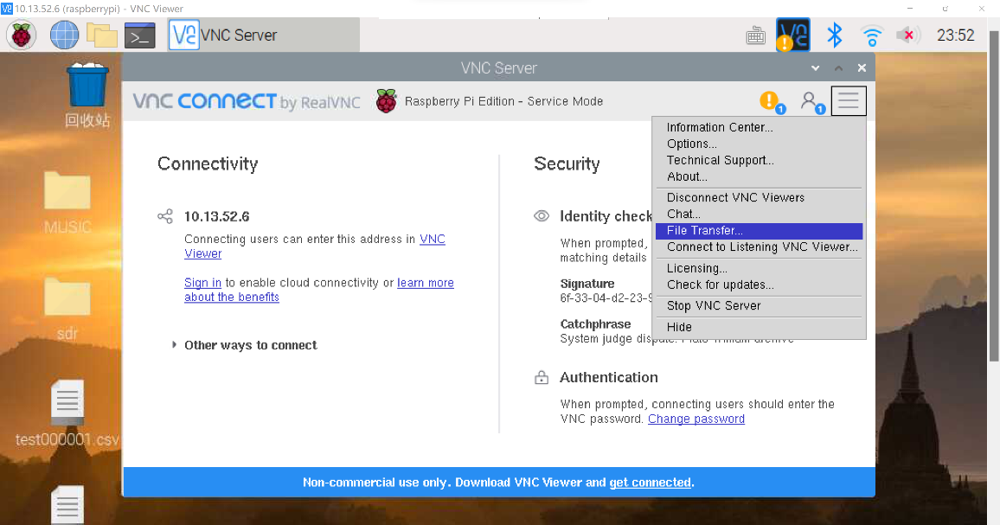 10.13.52.6 (raspberrypi) - VNC Viewer
VNC Server
23:52
VNC Server
vnc connect by RealVNC
Raspberry Pi Edition - Service Mode
1
1
Information Center...
Options...
Technical Support...
About...
Disconnect VNC Viewers
Chat...
File Transfer...
Connect to Listening VNC Viewer...
Licensing...
Check for updates...
Stop VNC Server
Hide
Connectivity
10.13.52.6
Connecting users can enter this address in VNC
Viewer
Sign in to enable cloud connectivity or learn more
about the benefits
Other ways to connect
Security
Identity check
When prompted,
matching details
Signature
6f-33-04-d2-23-9
Catchphrase
System judge
Authentication
When prompted, connecting users should enter the
VNC password. Change password
Non-commercial use only. Download VNC Viewer and get connected.
回收站
MUSIC
sdr
test000001.csv